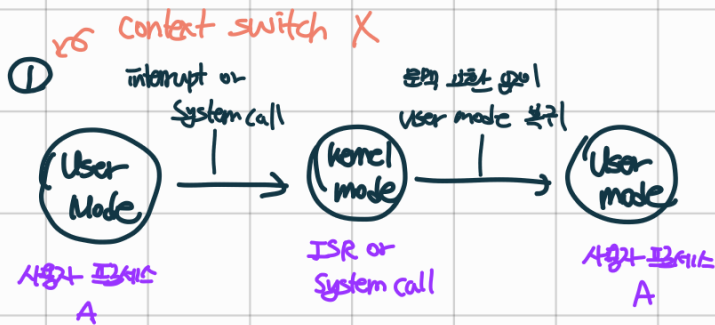 Context switch X
①
interrupt or
System call
문맥 교환 없이
user mode 복귀
User
Mode
kernel
mode
User
mode
사용자 프로세스
A
ISR or
System call
사용자 프로세스
A